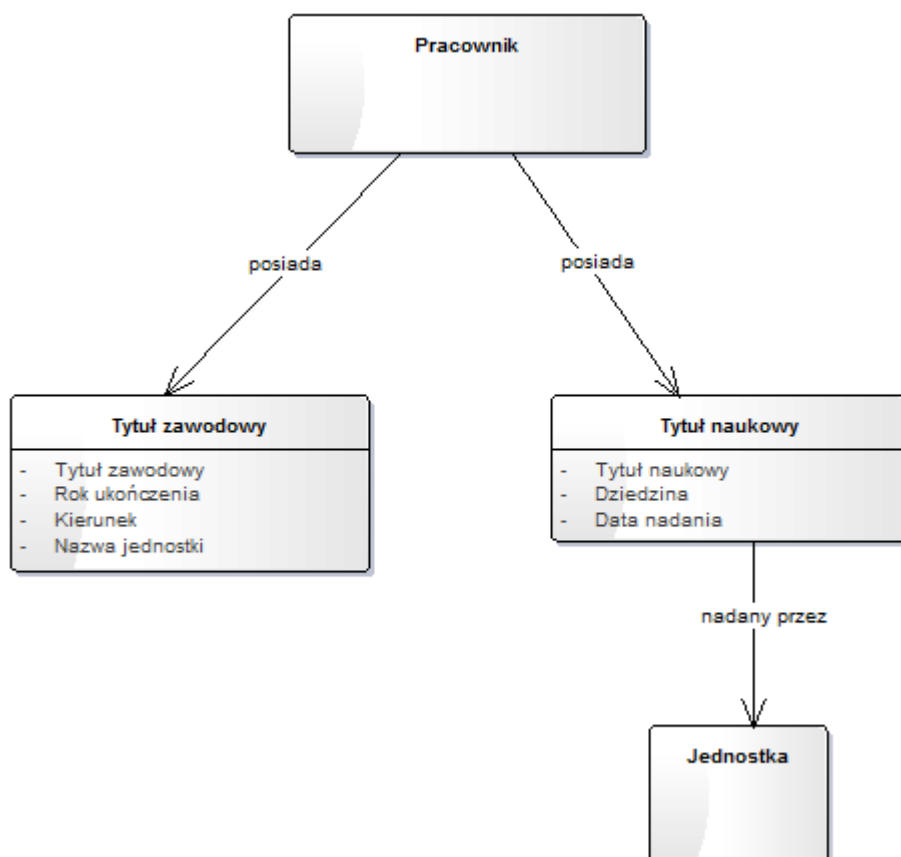 Pracownik
posiada
posiada
Tytuł zawodowy
- Tytuł zawodowy
- Rok ukończenia
- Kierunek
- Nazwa jednostki
Tytuł naukowy
- Tytuł naukowy
- Dziedzina
- Data nadania
nadany przez
Jednostka